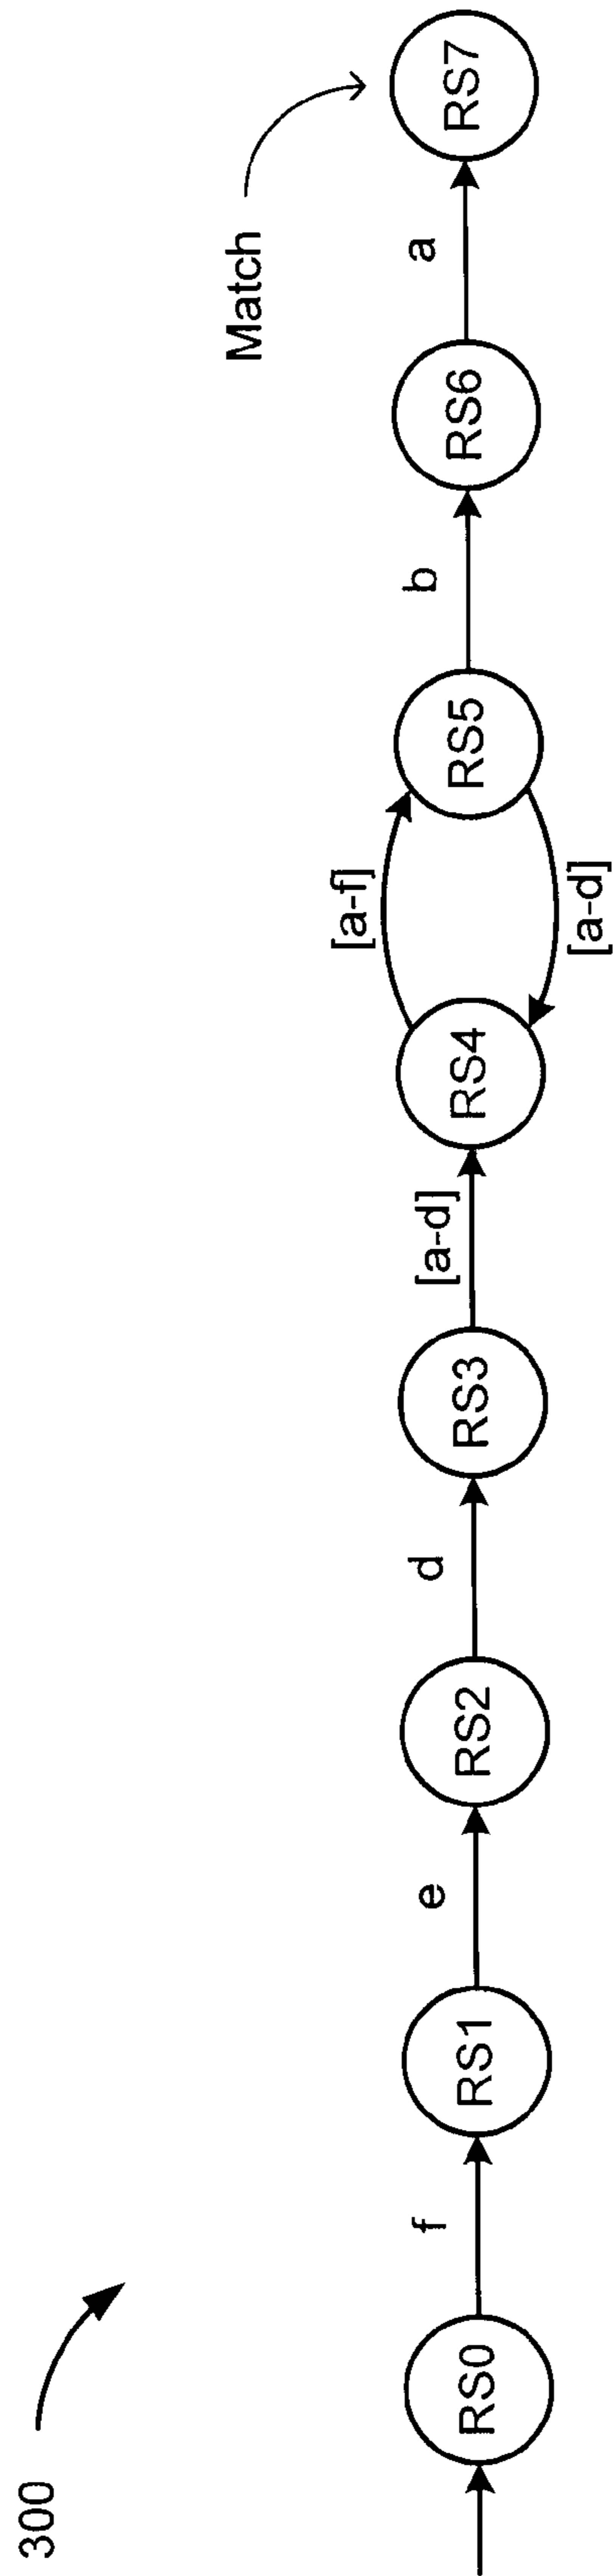 300
Match
RS0
f
RS1
e
RS2
d
RS3
[a-d]
RS4
[a-f]
[a-d]
RS5
b
RS6
a
RS7